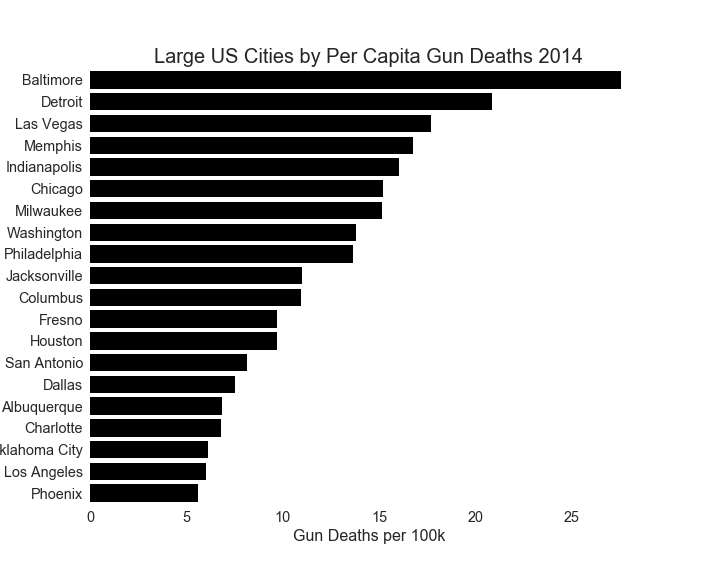 Large US Cities by Per Capita Gun Deaths 2014
Baltimore
Detroit
Las Vegas
Memphis
Indianapolis
Chicago
Milwaukee
Washington
Philadelphia
Jacksonville
Columbus
Fresno
Houston
San Antonio
Dallas
Albuquerque
Charlotte
klahoma City
Los Angeles
Phoenix
0 5 10 15 20 25
Gun Deaths per 100k